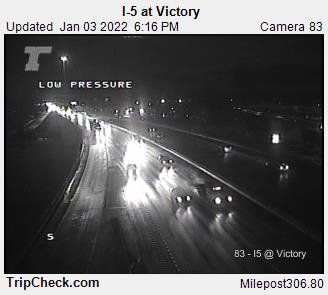 I-5 at Victory
Updated Jan 03 2022 6:16 PM Camera 83
T
LOW PRESSURE
S
83 - I5 @ Victory
TripCheck.com Milepost306.80